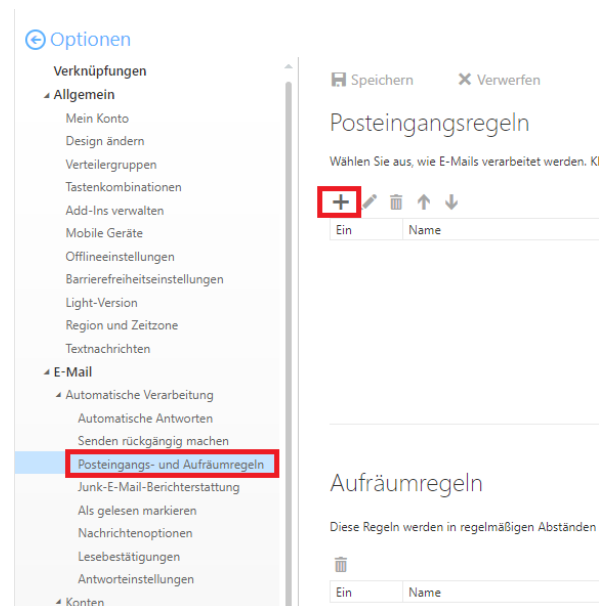 Optionen
Verknüpfungen
Allgemein
Mein Konto
Design ändern
Verteilergruppen
Tastenkombinationen
Add-Ins verwalten
Mobile Geräte
Offlineeinstellungen
Barrierefreiheitseinstellungen
Light-Version
Region und Zeitzone
Textnachrichten
E-Mail
Automatische Verarbeitung
Automatische Antworten
Senden rückgängig machen
Posteingangs- und Aufräumregeln
Junk-E-Mail-Berichterstattung
Als gelesen markieren
Nachrichtenoptionen
Lesebestätigungen
Antworteinstellungen
Konten
Speichern Verwerfen
Posteingangsregeln
Wählen Sie aus, wie E-Mails verarbeitet werden. Kl
Ein Name
Aufräumregeln
Diese Regeln werden in regelmäßigen Abständen
Ein Name